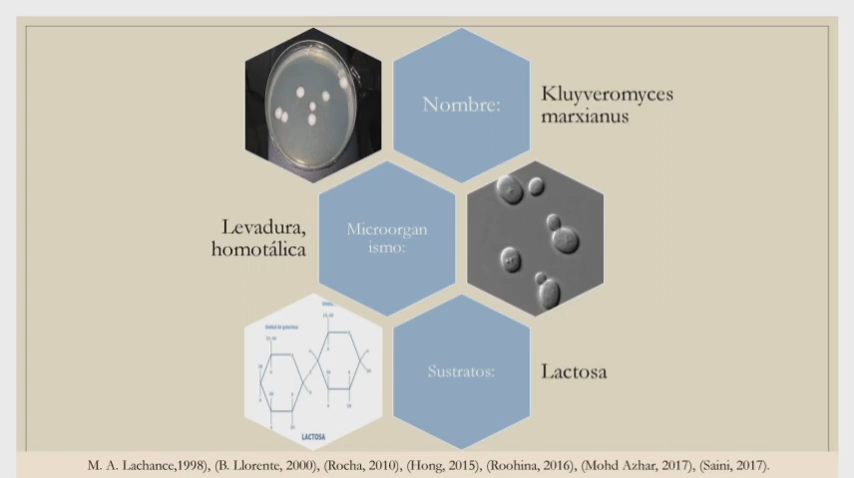 Nombre:
Kluyveromyces
marxianus
Levadura,
homotálica
Microorgan
ismo:
Sustratos:
Lactosa
LACTOSA
M. A. Lachance,1998), (B. Llorente, 2000), (Rocha, 2010), (Hong, 2015), (Roohina, 2016), (Mohd Azhar, 2017), (Saini, 2017).